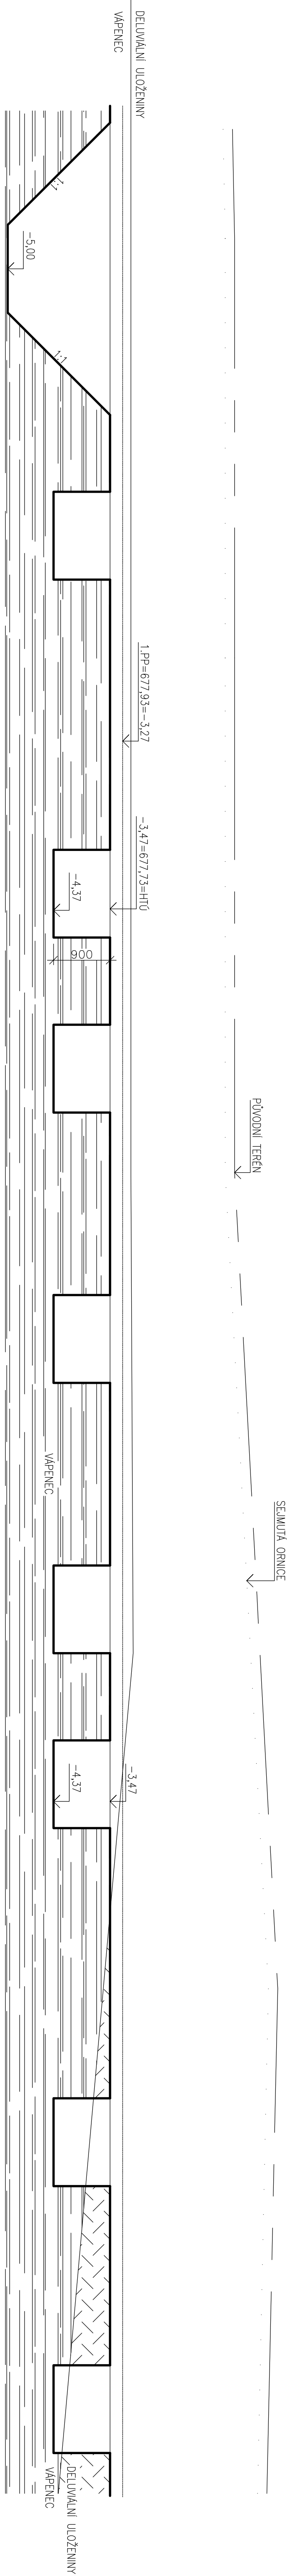 DELUVIÁLNÍ ULOŽENINY
VÁPENEC
1:1
-5,00
1:1
1.PP=677,93=-3,27
-3,47=677,73=HTÚ
-4,37
900
PŮVODNÍ TERÉN
VÁPENEC
SEJMUTÁ ORNICE
-3,47
-4,37
DELUVIÁLNÍ ULOŽENINY
VÁPENEC